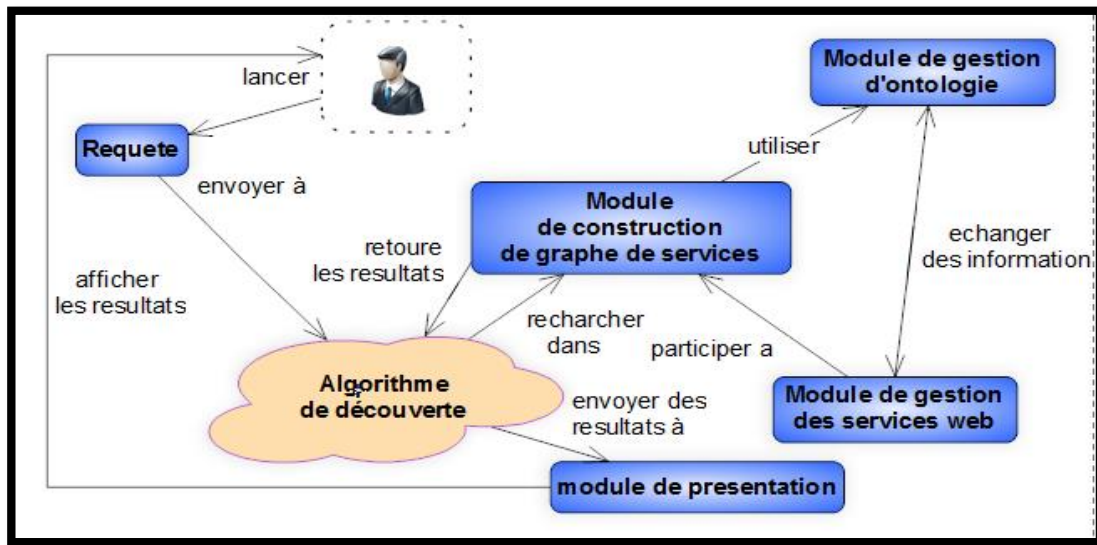 lancer
Module de gestion
d'ontologie
Requete
utiliser
envoyer à
Module
de construction
de graphe de services
retoure
les resultats
echanger
des information
afficher
les resultats
recharcher
dans
participer a
Algorithme
de découverte
envoyer des
resultats à
Module de gestion
des services web
module de presentation